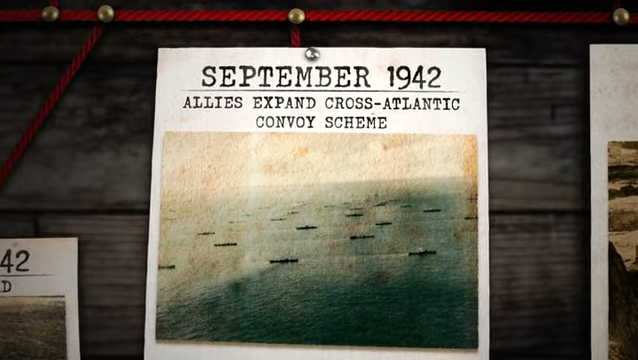 SEPTEMBER 1942
ALLIES EXPAND CROSS-ATLANTIC
CONVOY SCHEME
42
D